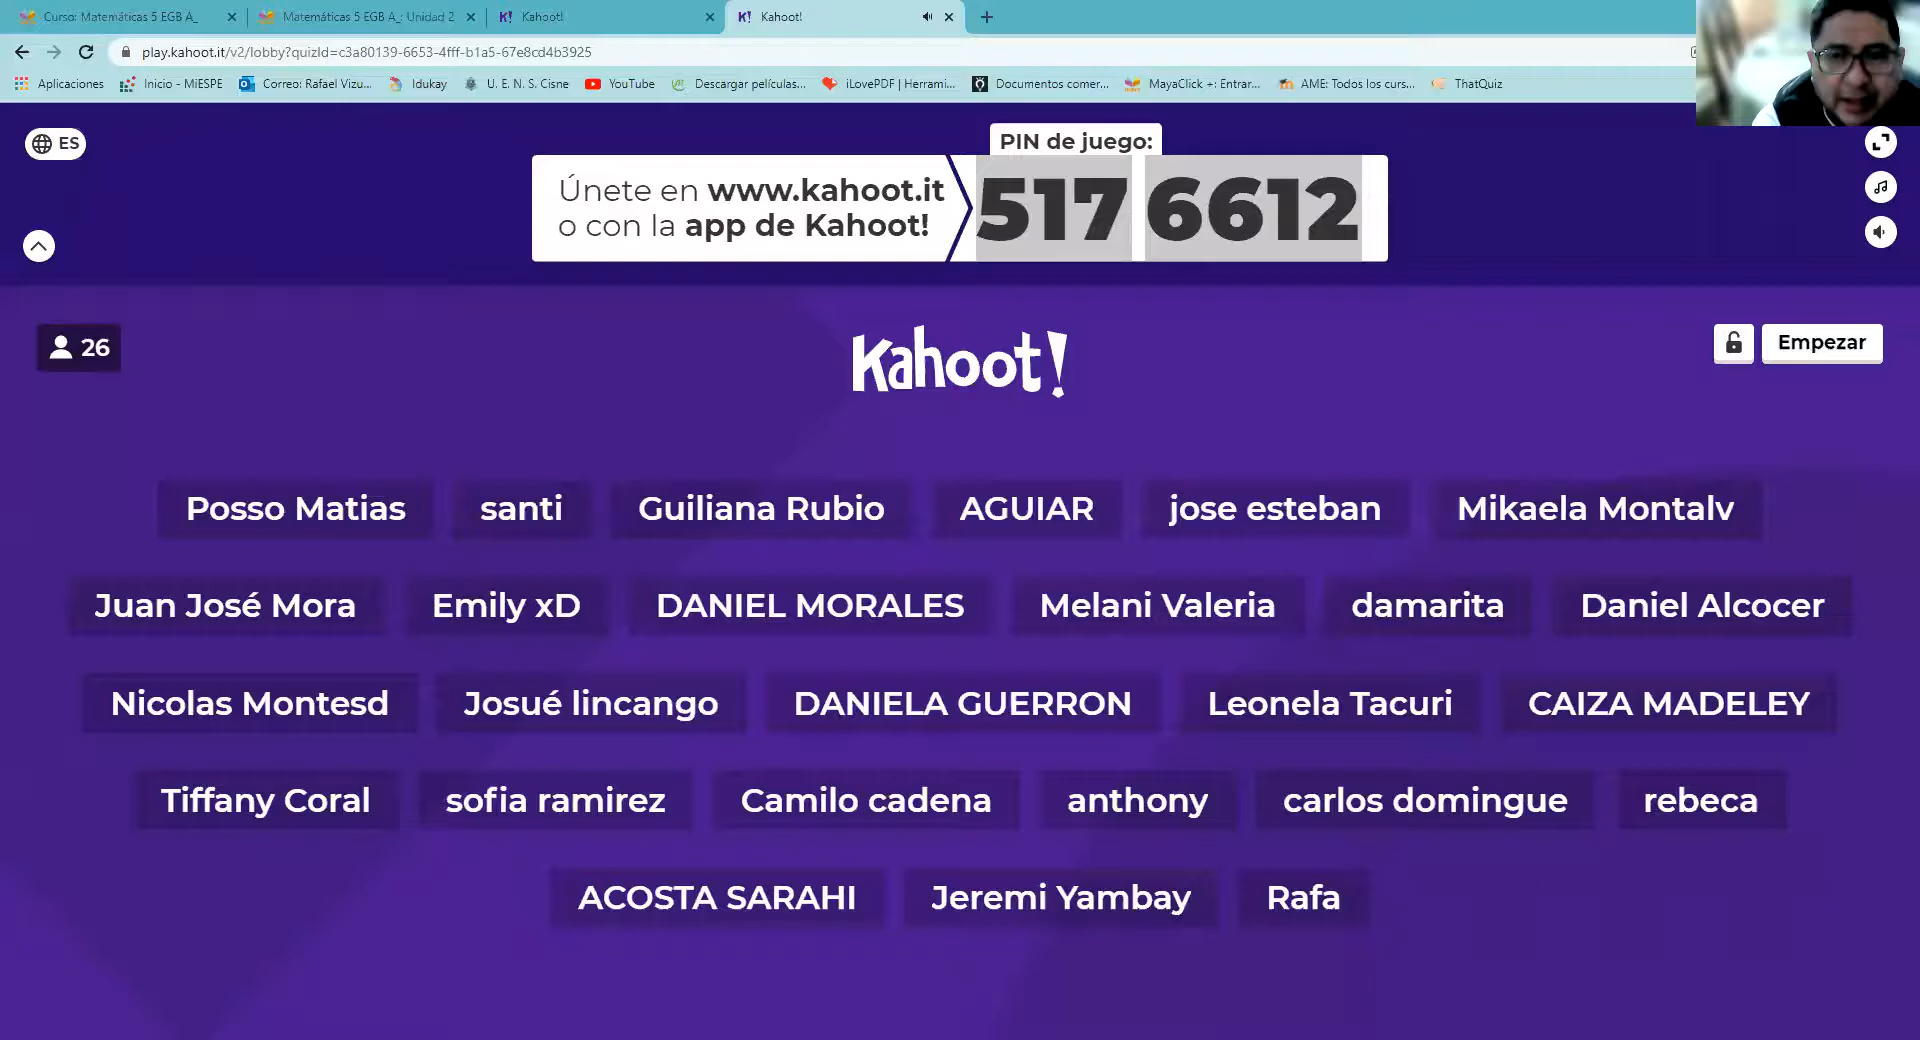 Curso: Matemáticas 5 EGB A_
Matemáticas 5 EGB A_: Unidad 2
Kahoot!
Kahoot!
play.kahoot.it/v2/lobby?quizId=c3a80139-6653-4fff-b1a5-67e8cd4b3925
Aplicaciones
Inicio - MiESPE
Correo: Rafael Vizu...
Idukay
U. E. N. S. Cisne
YouTube
Descargar películas...
iLovePDF | Herrami...
Documentos comer...
MayaClick +: Entrar...
AME: Todos los curs...
ThatQuiz
ES
PIN de juego:
Únete en www.kahoot.it
o con la app de Kahoot!
517 6612
26
Kahoot!
Empezar
Posso Matias santi Guiliana Rubio AGUIAR jose esteban Mikaela Montalv
Juan José Mora Emily xD DANIEL MORALES Melani Valeria damarita Daniel Alcocer
Nicolas Montesd Josué lincango DANIELA GUERRON Leonela Tacuri CAIZA MADELEY
Tiffany Coral sofia ramirez Camilo cadena anthony carlos domingue rebeca
ACOSTA SARAHI Jeremi Yambay Rafa